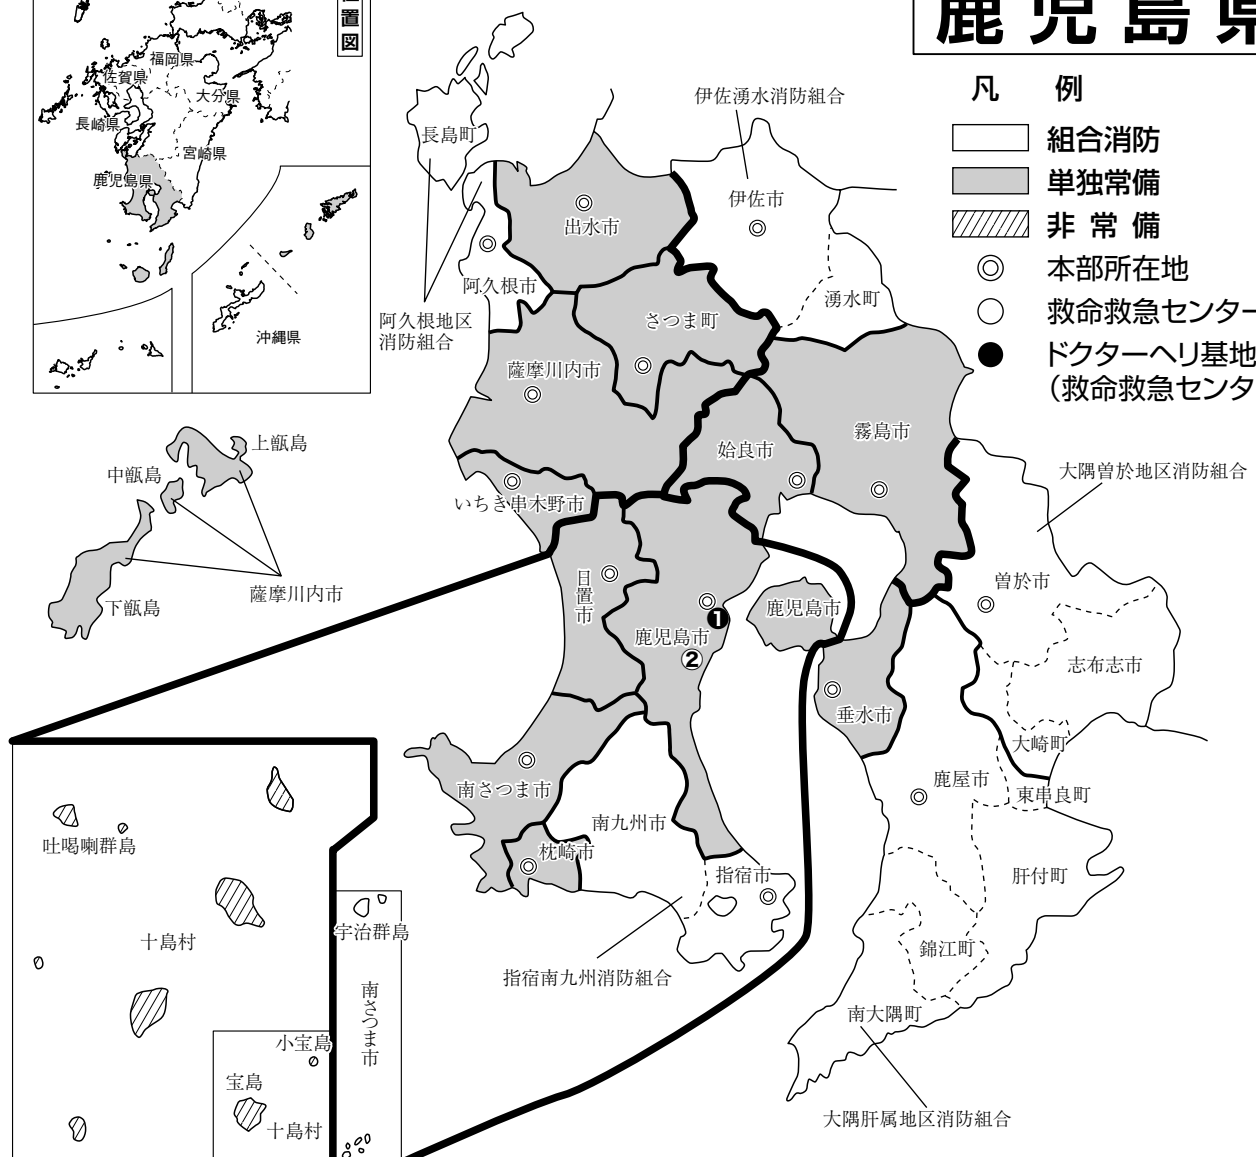 置図
福岡県
佐賀県
大分県
長崎県
宮崎県
鹿児島県
沖縄県
鹿児島県
凡 例
組合消防
単独常備
非常備
本部所在地
救命救急センター
ドクターヘリ基地
(救命救急センタ
長島町
伊佐湧水消防組合
伊佐市
出水市
阿久根市
湧水町
阿久根地区
消防組合
さつま町
薩摩川内市
霧島市
姶良市
上甑島
中甑島
いちき串木野市
大隅曽於地区消防組合
下甑島
薩摩川内市
日置市
曽於市
鹿児島市
鹿児島市
1
2
志布志市
垂水市
大崎町
鹿屋市
東串良町
南さつま市
南九州市
枕崎市
指宿市
肝付町
吐噶喇群島
十島村
宇治群島
南さつま市
錦江町
指宿南九州消防組合
南大隅町
小宝島
宝島
十島村
大隅肝属地区消防組合